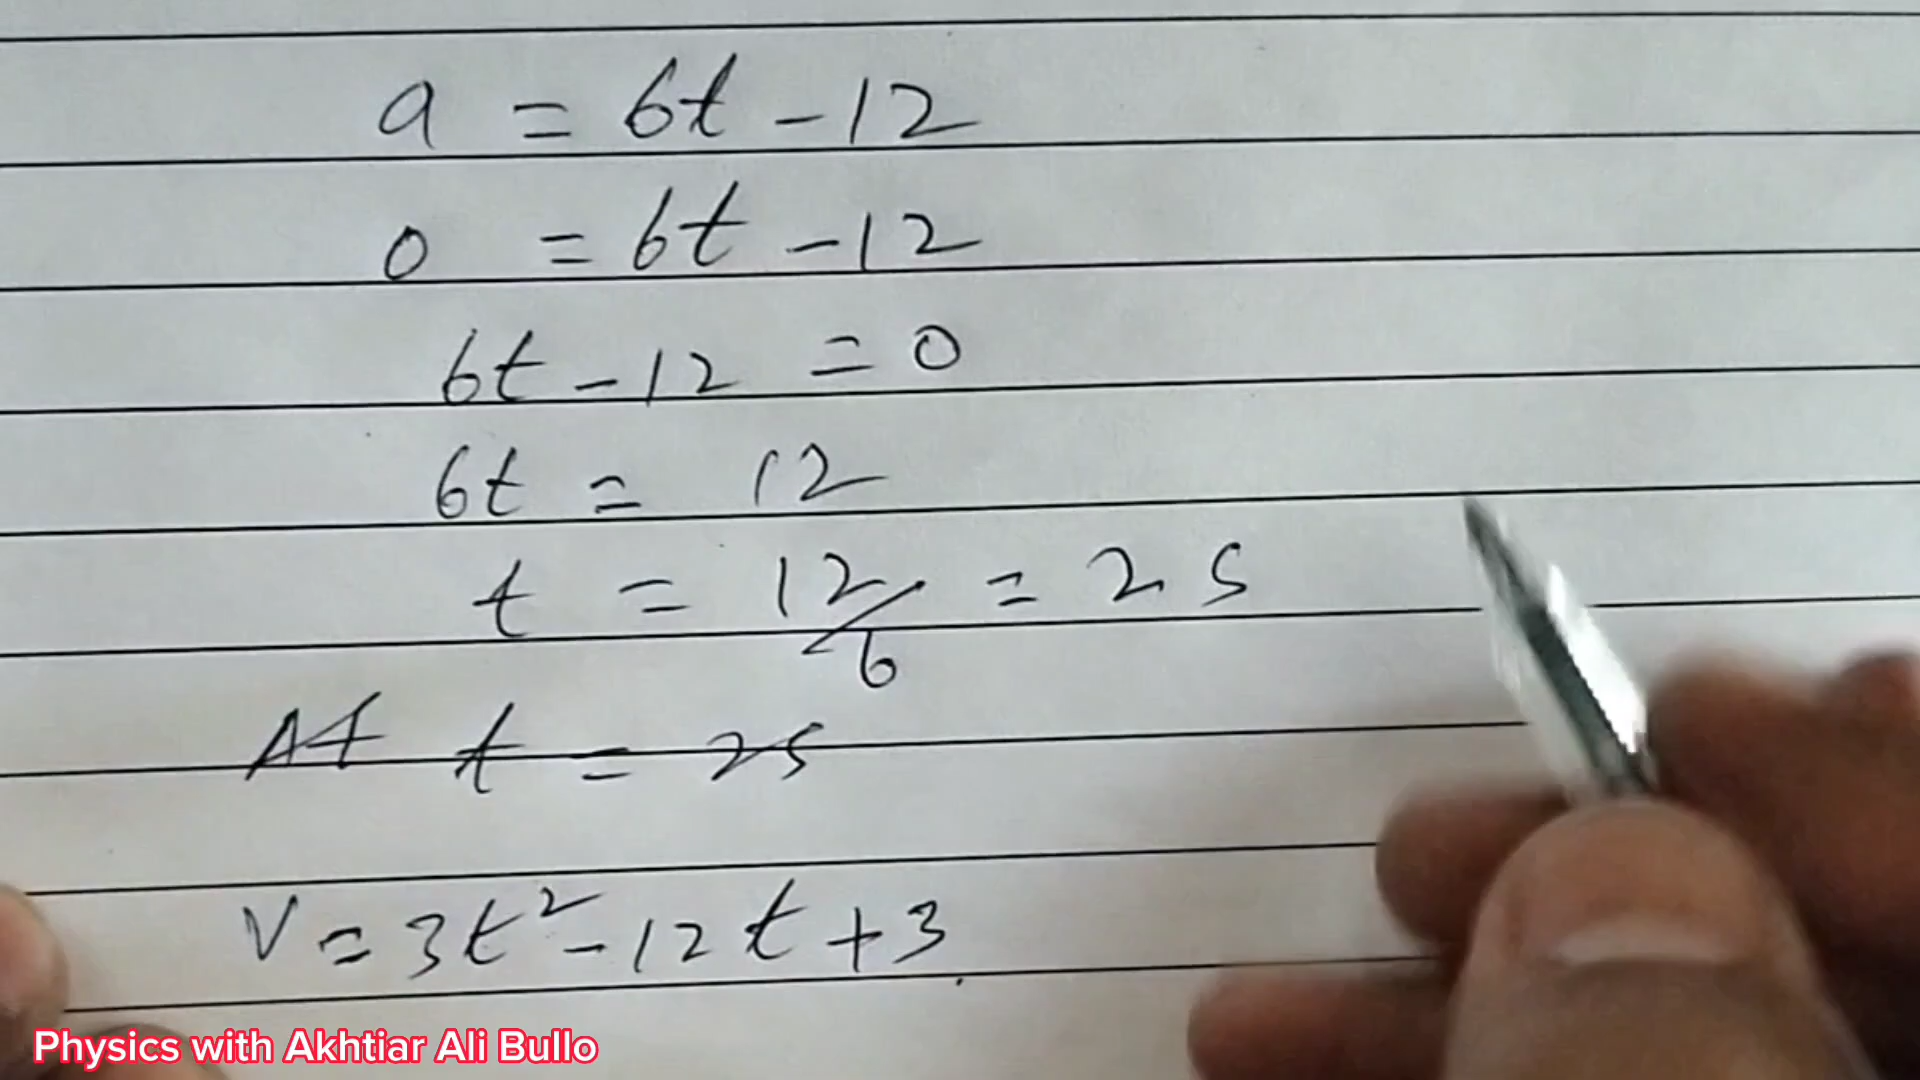 a = 6t - 12
0 = 6t - 12
6t - 12 = 0
6t = 12
t = 12/6 = 2 s
At t = 2s
V = 3t² - 12t + 3
Physics with Akhtiar Ali Bullo